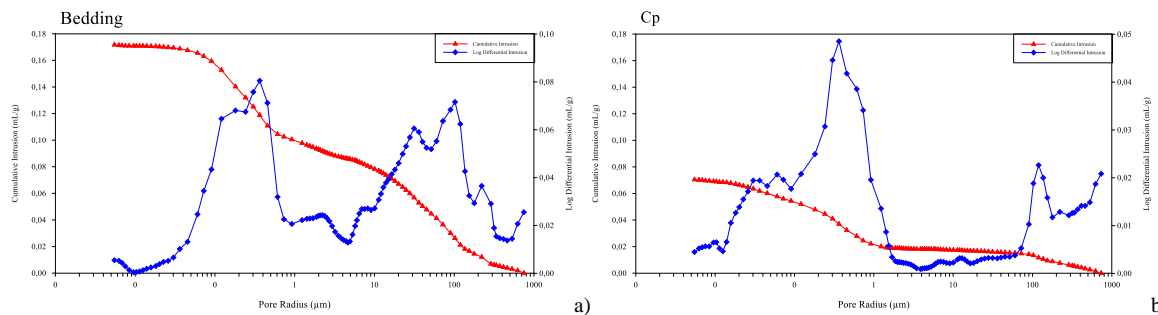 Bedding
0,18
0,16
0,14
0,12
0,10
0,08
0,06
0,04
0,02
0,00
Cumulative Intrusion (mL/g)
0,10
0,08
0,06
0,04
0,02
0,00
Log Differential Intrusion (mL/g)
Cumulative Intrusion
Log Differential Intrusion
0 0 0 1 10 100 1000
Pore Radius (µm)
a)
Cp
0,18
0,16
0,14
0,12
0,10
0,08
0,06
0,04
0,02
0,00
Cumulative Intrusion (mL/g)
0,05
0,04
0,03
0,02
0,01
0,00
Log Differential Intrusion (mL/g)
Cumulative Intrusion
Log Differential Intrusion
0 0 0 1 10 100 1000
Pore Radius (µm)
b